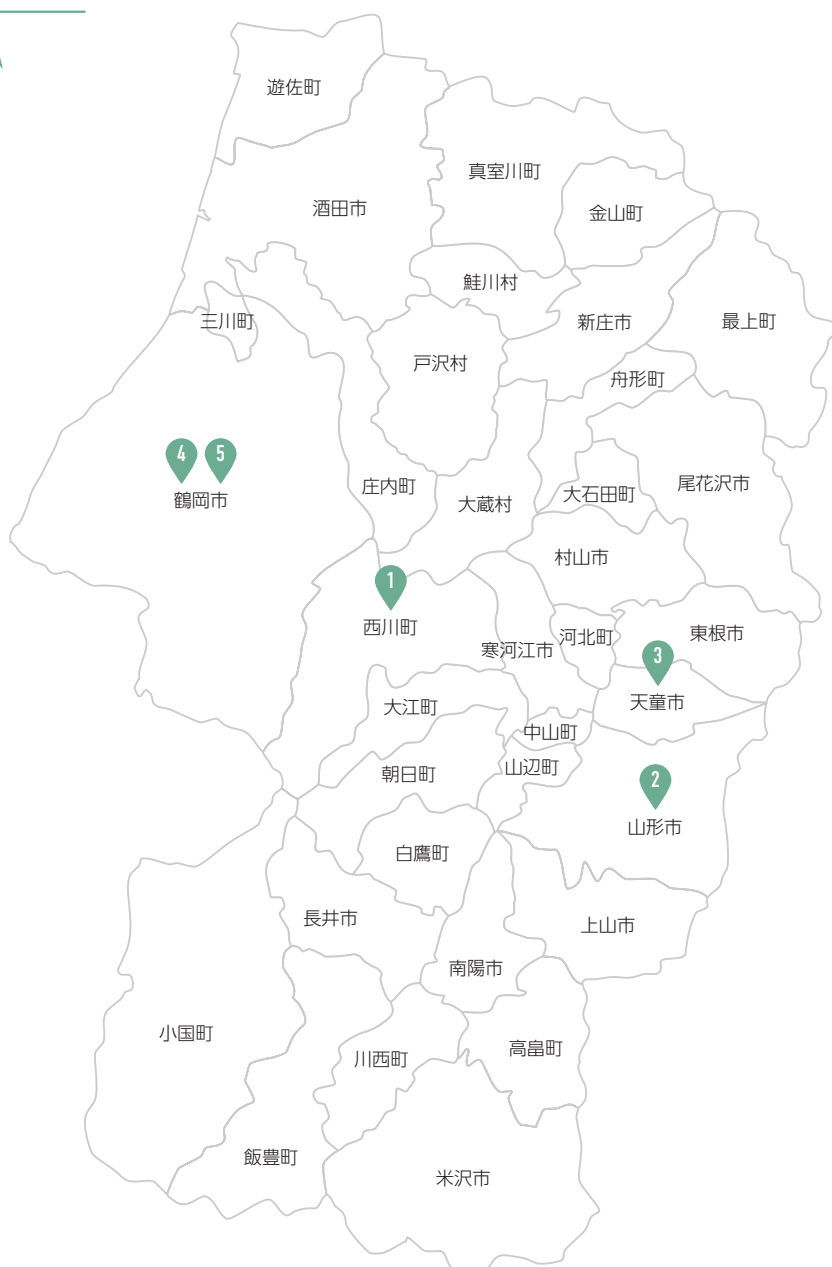 遊佐町
真室川町
酒田市
金山町
鮭川村
三川町
新庄市
最上町
戸沢村
舟形町
4
5
鶴岡市
庄内町
大蔵村
大石田町
尾花沢市
村山市
1
西川町
寒河江市
河北町
東根市
3
天童市
大江町
中山町
朝日町
山辺町
2
山形市
白鷹町
長井市
上山市
南陽市
小国町
川西町
高畠町
飯豊町
米沢市